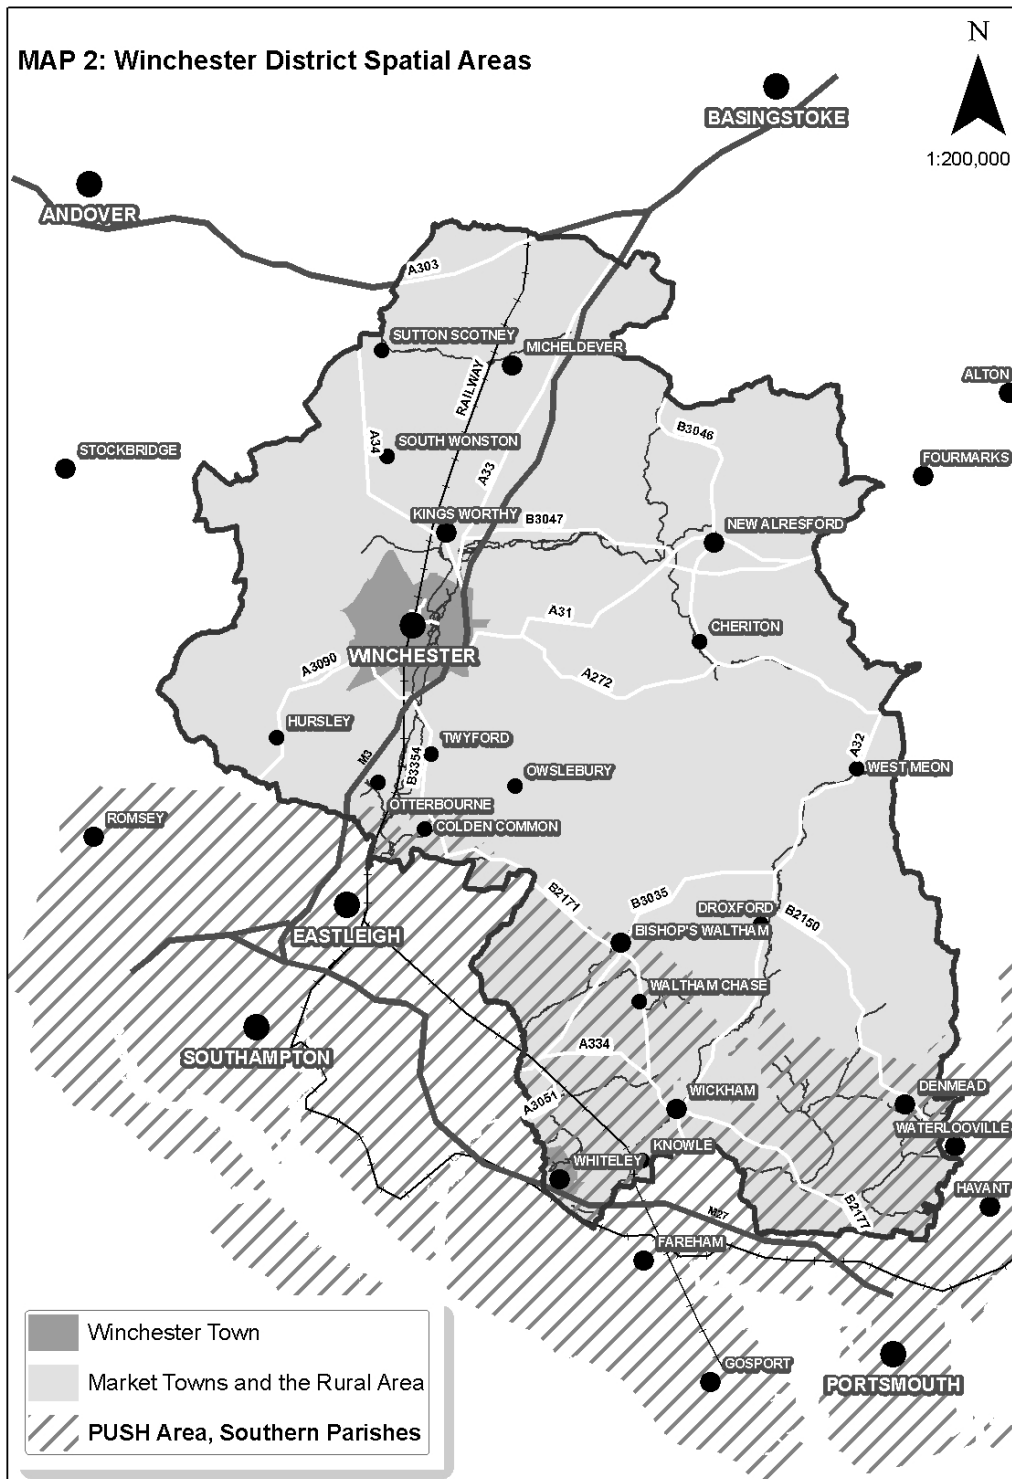 N
MAP 2: Winchester District Spatial Areas
BASINGSTOKE
1:200,000
ANDOVER
A303
SUTTON SCOTNEY
MICHELDEVER
RAILWAY
ALTON
A34
SOUTH WONSTON
B3046
STOCKBRIDGE
A33
FOURMARKS
KINGS WORTHY
B3047
NEW ALRESFORD
A31
CHERITON
WINCHESTER
A3090
A272
HURSLEY
TWYFORD
M3
B3354
A32
WEST MEON
OWSLEBURY
OTTERBOURNE
ROMSEY
COLDEN COMMON
B2171
B3035
DROXFORD
B2150
EASTLEIGH
BISHOP'S WALTHAM
WALTHAM CHASE
SOUTHAMPTON
A334
WICKHAM
DENMEAD
A3051
WATERLOOVILLE
KNOWLE
WHITELEY
HAVANT
M27
B2177
FAREHAM
GOSPORT
PORTSMOUTH
Winchester Town
Market Towns and the Rural Area
PUSH Area, Southern Parishes